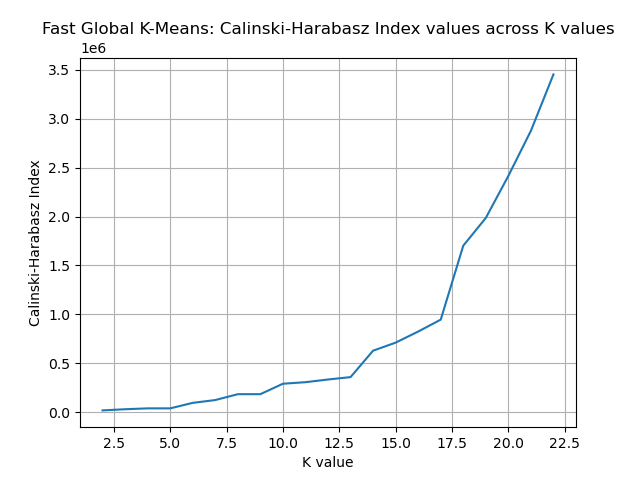 Fast Global K-Means: Calinski-Harabasz Index values across K values
1e6
3.5
3.0
2.5
2.0
1.5
1.0
0.5
0.0
Calinski-Harabasz Index
2.5 5.0 7.5 10.0 12.5 15.0 17.5 20.0 22.5
K value